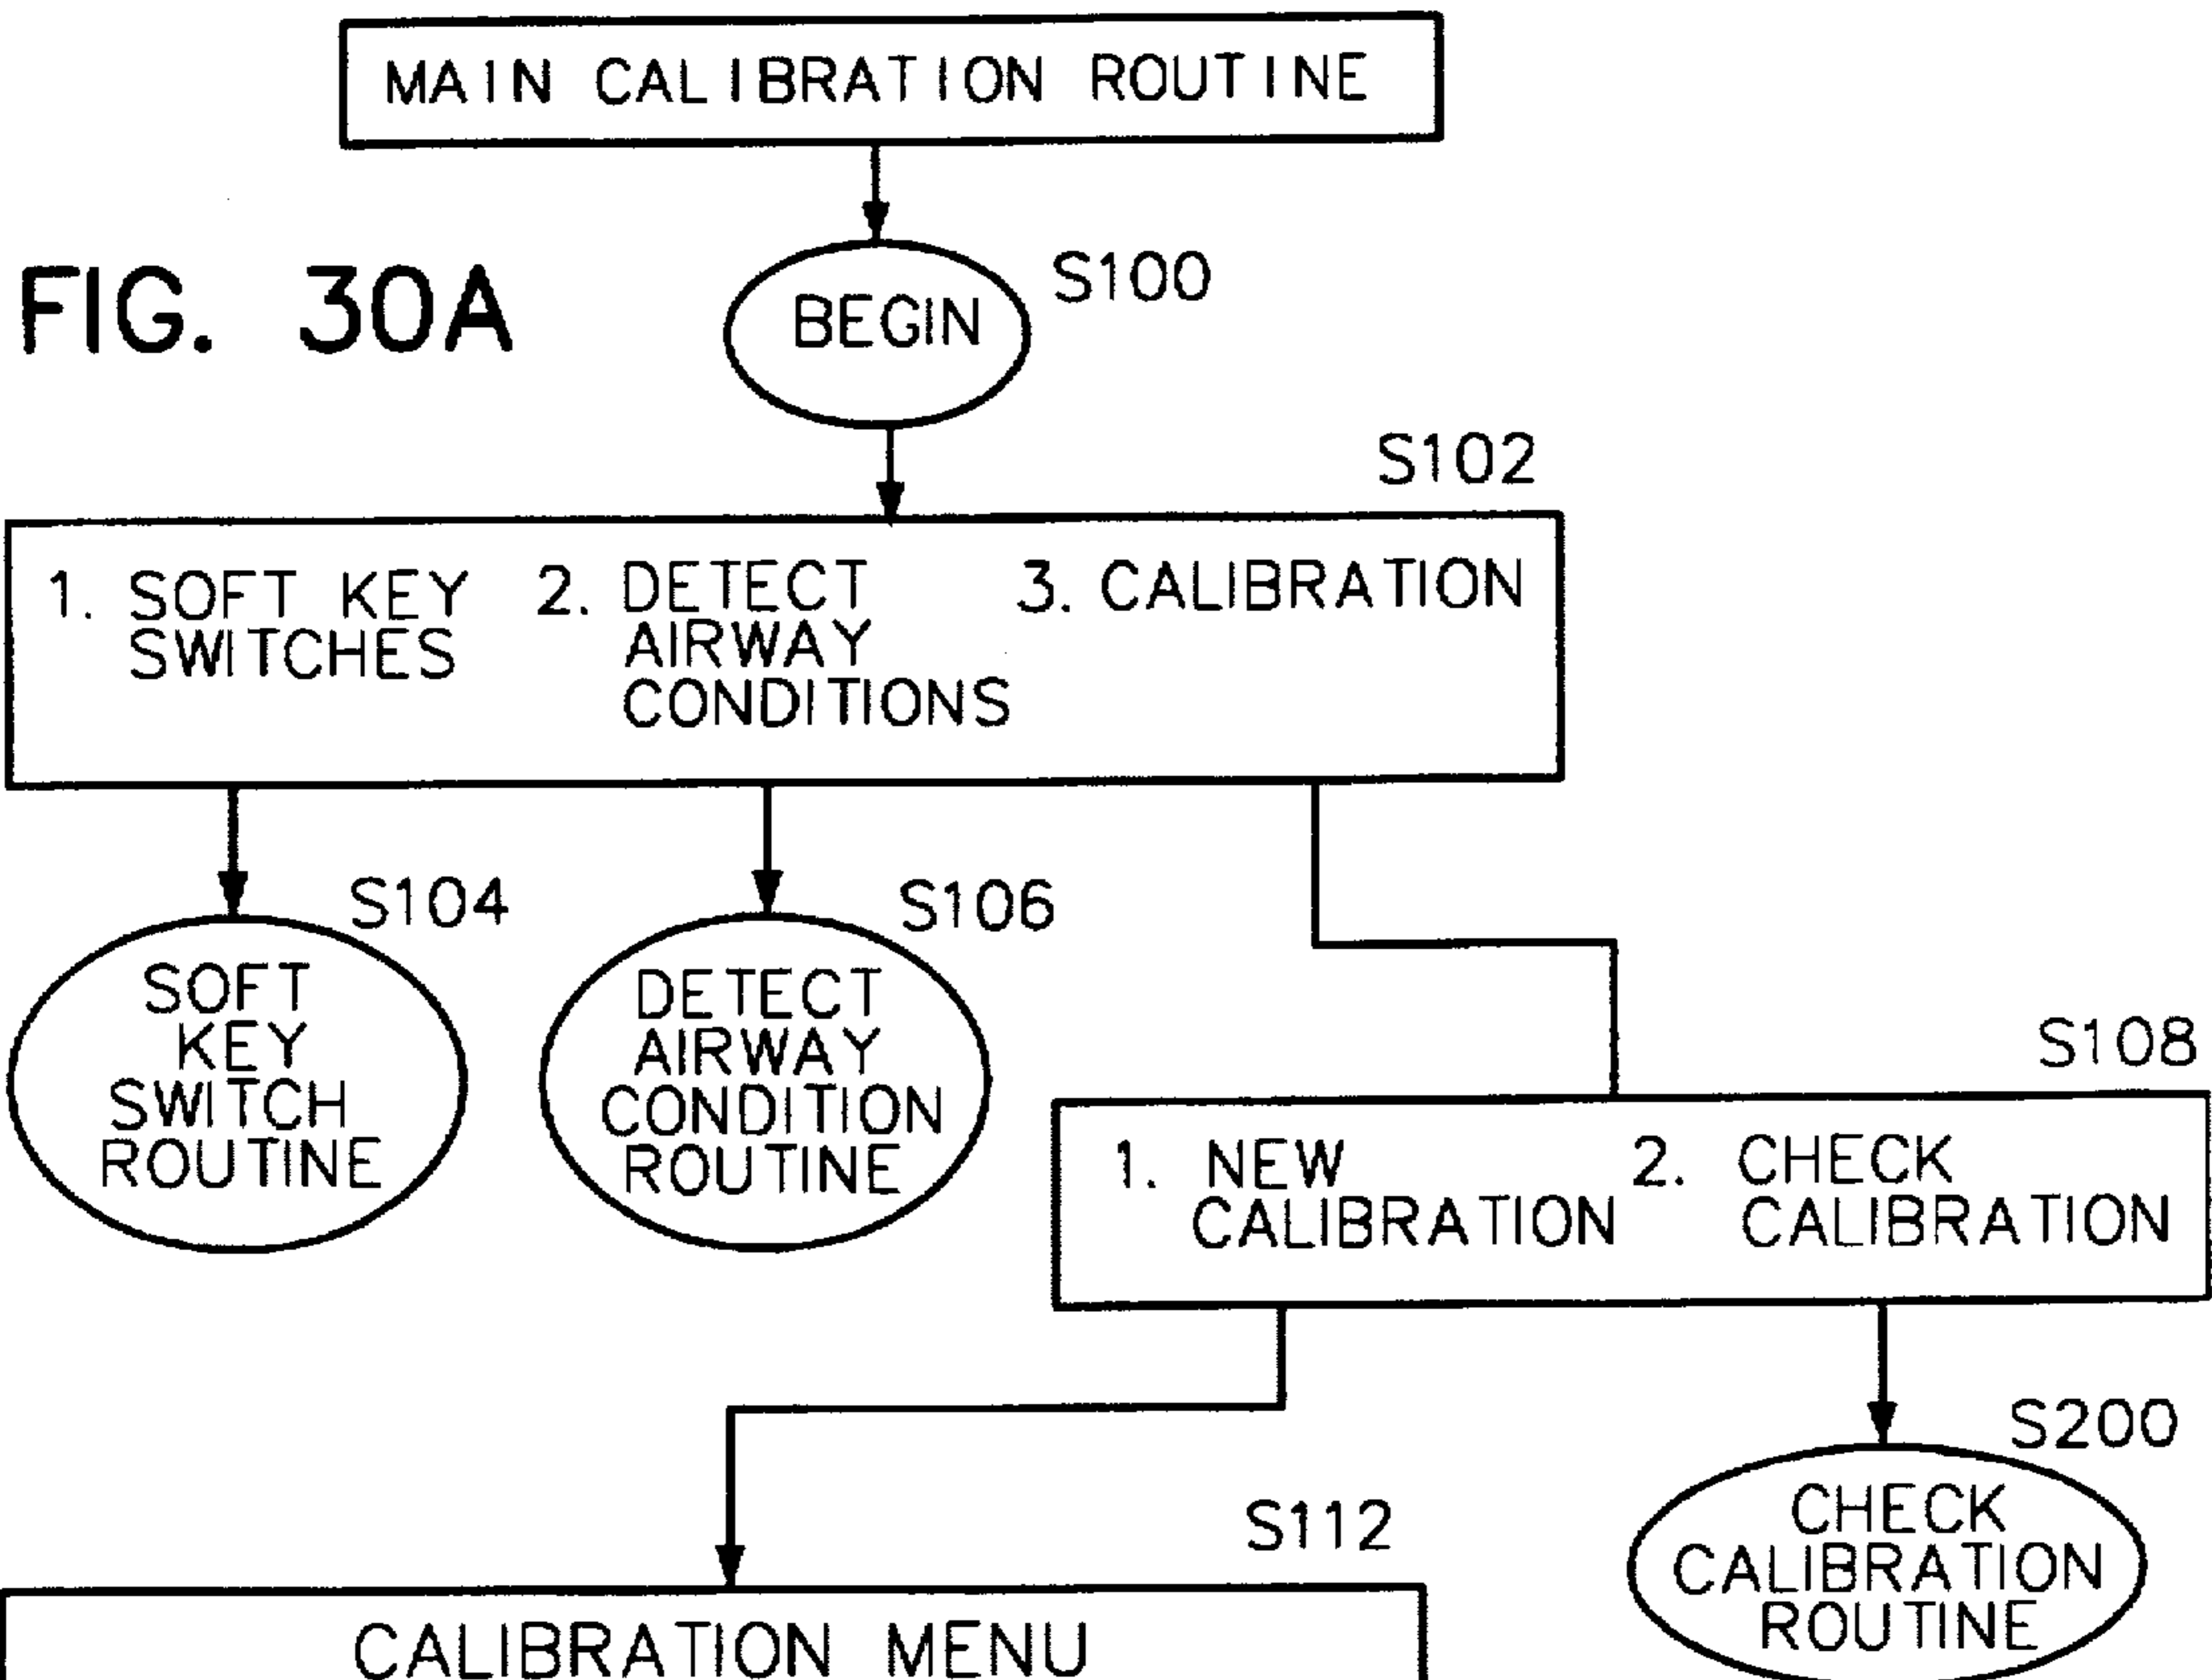 MAIN CALIBRATION ROUTINE
FIG. 30A
BEGIN
S100
S102
1. SOFT KEY
SWITCHES
2. DETECT
AIRWAY
CONDITIONS
3. CALIBRATION
S104
SOFT
KEY
SWITCH
ROUTINE
S106
DETECT
AIRWAY
CONDITION
ROUTINE
S108
1. NEW
CALIBRATION
2. CHECK
CALIBRATION
S200
CHECK
CALIBRATION
ROUTINE
S112
CALIBRATION MENU